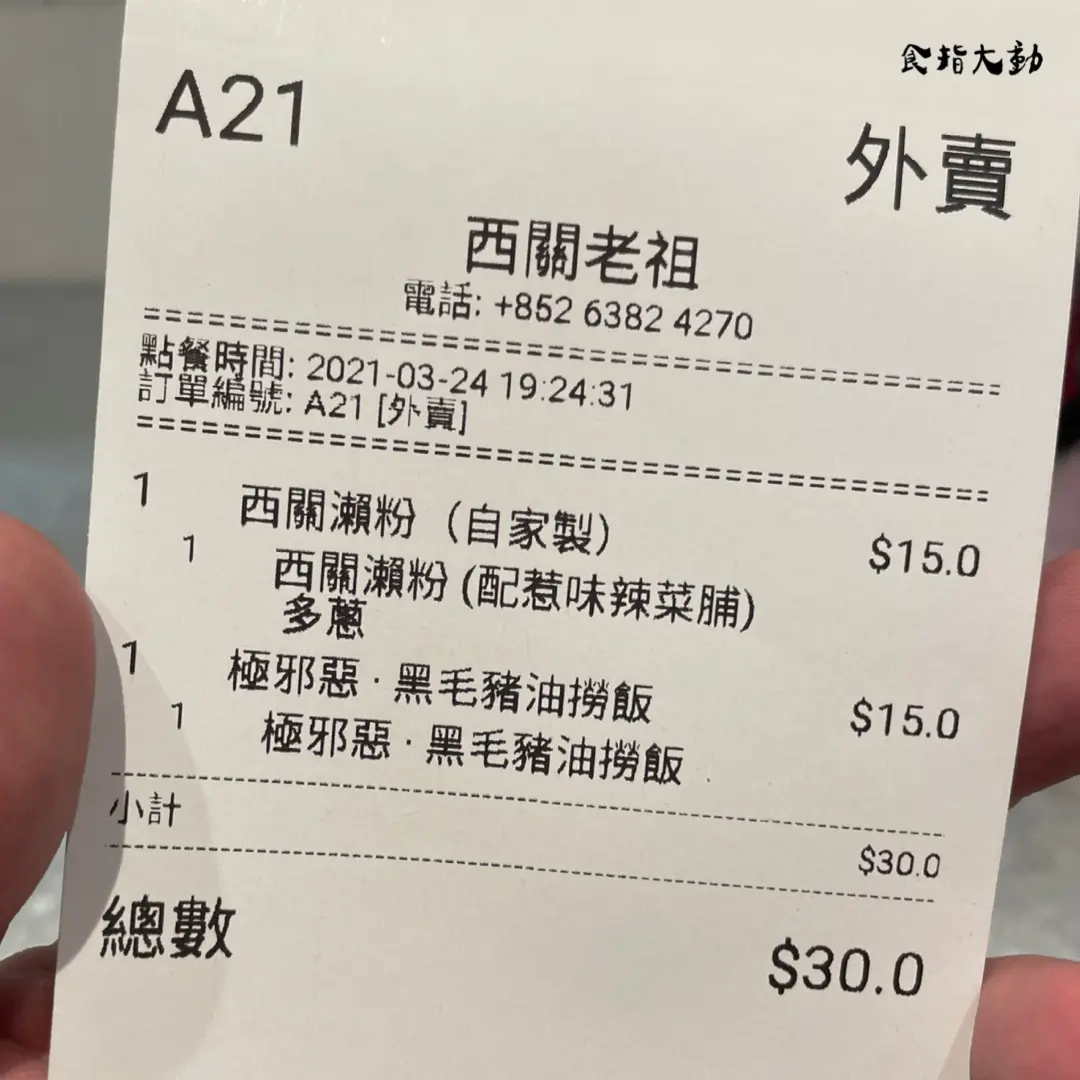 食指大動
A21
外賣
西關老祖
電話: +852 6382 4270
========================================
點餐時間: 2021-03-24 19:24:31
訂單編號: A21 [外賣]
========================================
1 西關瀨粉（自家製） $15.0
1 西關瀨粉 (配惹味辣菜脯)
多蔥
1 極邪惡·黑毛豬油撈飯 $15.0
1 極邪惡·黑毛豬油撈飯
小計 $30.0
總數 $30.0